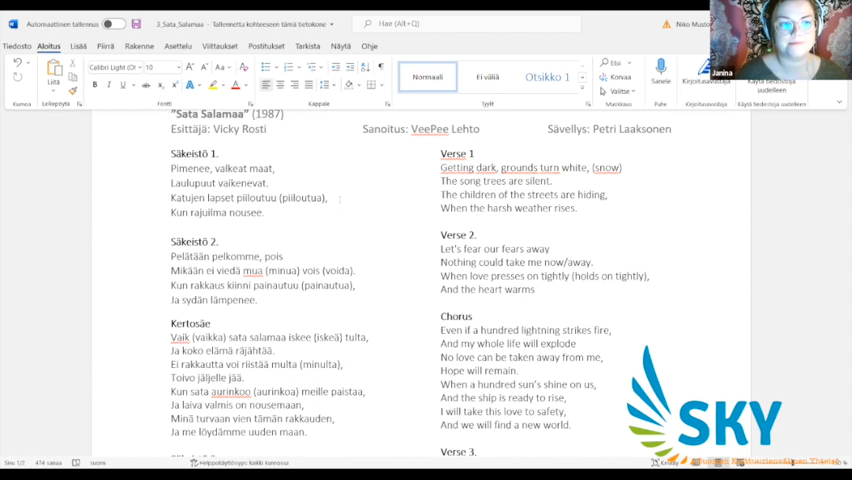 Automaattinen tallennus
3_Sata_Salamaa • Tallennettu kohteeseen tämä tietokone
Hae (Alt+Q)
Niko
Tiedosto Aloitus Lisää Piirrä Rakenne Asettelu Viittaukset Postitukset Tarkista Näytä Ohje
Janina
Liitä
Calibri Light (O
10
Normaali
Ei väliä
Otsikko 1
Etsi
Korvaa
Valitse
Sanele
Leikepöytä
Fontti
Kappale
Tyylit
Muokkaus
Puhe
"Sata Salamaa" (1987)
Esittäjä: Vicky Rosti Sanoitus: VeePee Lehto Sävellys: Petri Laaksonen
Säkeistö 1.
Pimenee, valkeat maat,
Laulupuut vaikenevat.
Katujen lapset piiloutuu (piiloutua),
Kun rajuilma nousee.
Säkeistö 2.
Pelätään pelkomme, pois
Mikään ei viedä mua (minua) vois (voida).
Kun rakkaus kiinni painautuu (painautua),
Ja sydän lämpenee.
Kertosäe
Vaik (vaikka) sata salamaa iskee (iskeä) tulta,
Ja koko elämä räjähtää.
Ei rakkautta voi riistää multa (minulta),
Toivo jäljelle jää.
Kun sata aurinkoo (aurinkoa) meille paistaa,
Ja laiva valmis on nousemaan,
Minä turvaan vien tämän rakkauden,
Ja me löydämme uuden maan.
Verse 1
Getting dark, grounds turn white, (snow)
The song trees are silent.
The children of the streets are hiding,
When the harsh weather rises.
Verse 2.
Let's fear our fears away
Nothing could take me now/away.
When love presses on tightly (holds on tightly),
And the heart warms
Chorus
Even if a hundred lightning strikes fire,
And my whole life will explode
No love can be taken away from me,
Hope will remain.
When a hundred sun's shine on us,
And the ship is ready to rise,
I will take this love to safety,
And we will find a new world.
Verse 3.
SKY
Sivu 1/2 474 sanaa suomi Helppokäyttöisyys: kaikki kunnossa